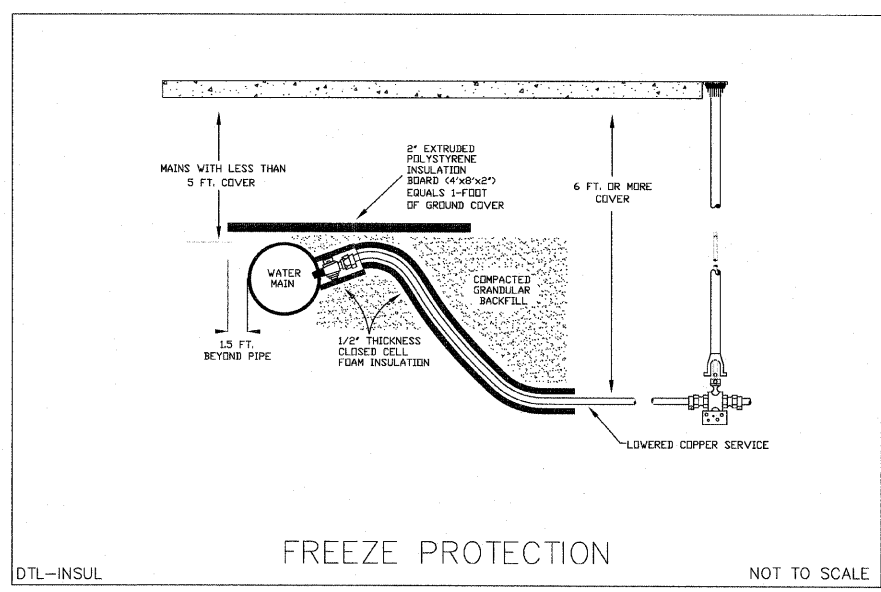 MAINS WITH LESS THAN
5 FT. COVER
2" EXTRUDED
POLYSTYRENE
INSULATION
BOARD (4'x8'x2")
EQUALS 1-FOOT
OF GROUND COVER
6 FT. OR MORE
COVER
WATER
MAIN
COMPACTED
GRANDULAR
BACKFILL
1.5 FT.
BEYOND PIPE
1/2" THICKNESS
CLOSED CELL
FOAM INSULATION
LOWERED COPPER SERVICE
FREEZE PROTECTION
DTL-INSUL
NOT TO SCALE